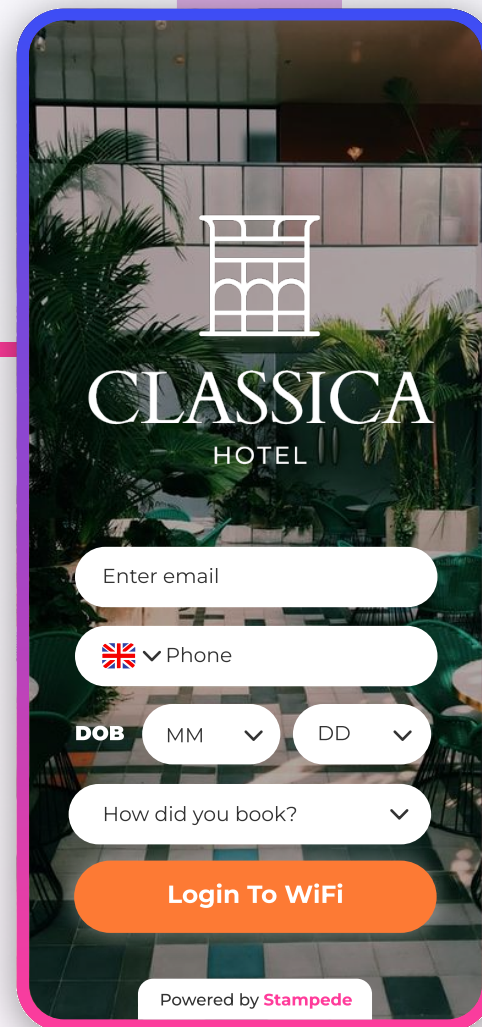 CLASSICA
HOTEL
Enter email
Phone
DOB MM DD
How did you book?
Login To WiFi
Powered by Stampede